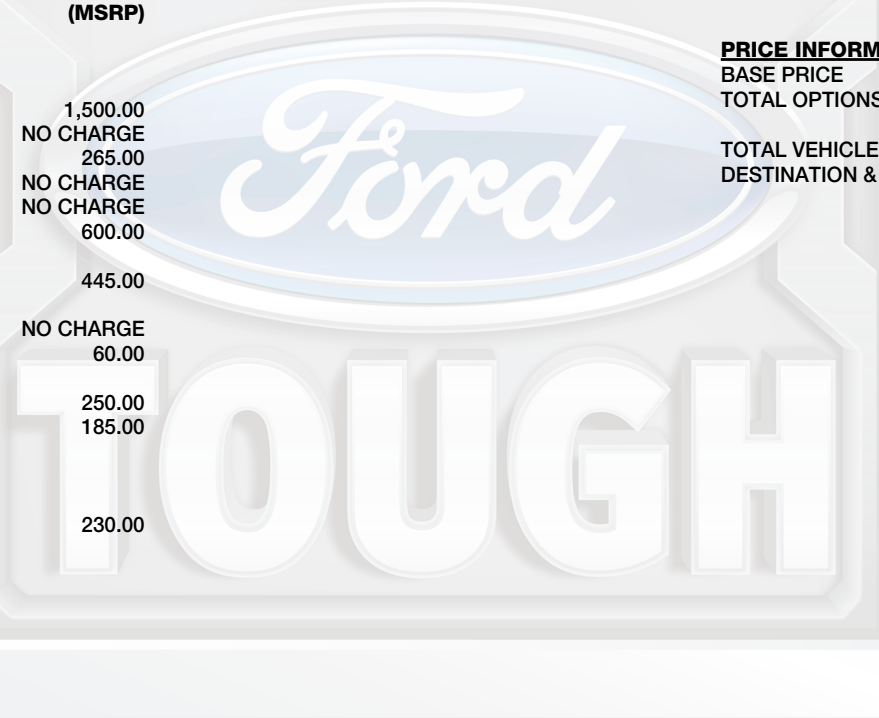 (MSRP)
1,500.00
NO CHARGE
265.00
NO CHARGE
NO CHARGE
600.00
445.00
NO CHARGE
60.00
250.00
185.00
230.00
PRICE INFORM
BASE PRICE
TOTAL OPTIONS
TOTAL VEHICLE
DESTINATION &
Ford
TOUGH